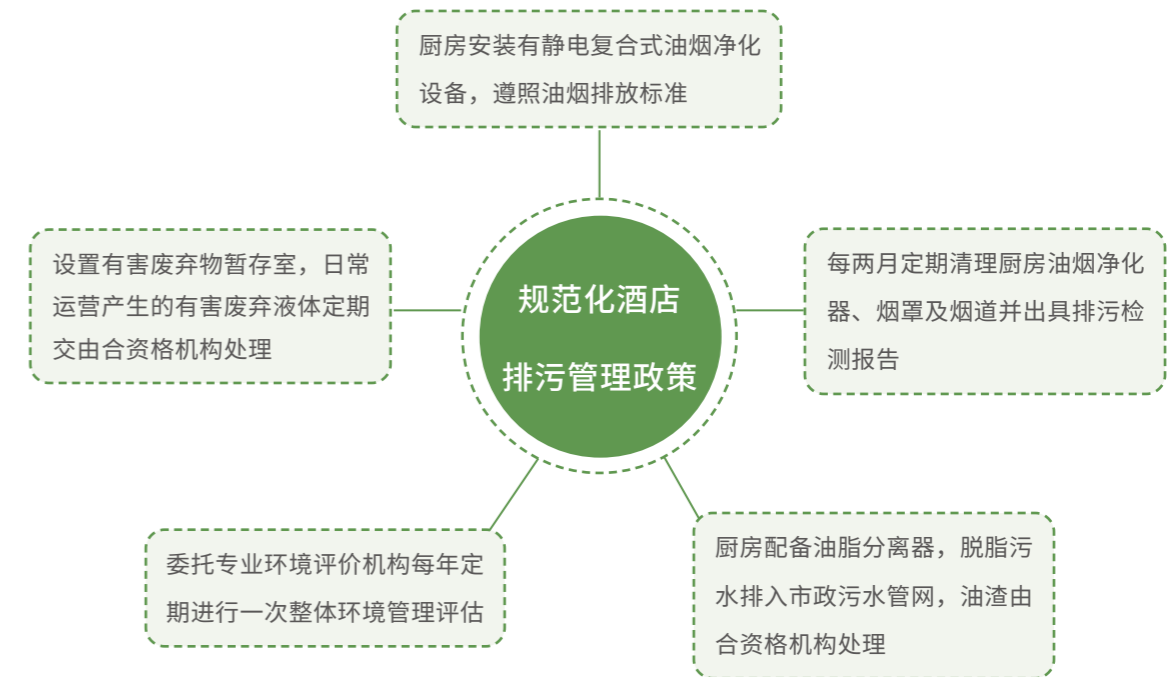 厨房安装有静电复合式油烟净化
设备，遵照油烟排放标准
设置有害废弃物暂存室，日常
运营产生的有害废弃液体定期
交由合资格机构处理
规范化酒店
排污管理政策
每两月定期清理厨房油烟净化
器、烟罩及烟道并出具排污检
测报告
委托专业环境评价机构每年定
期进行一次整体环境管理评估
厨房配备油脂分离器，脱脂污
水排入市政污水管网，油渣由
合资格机构处理